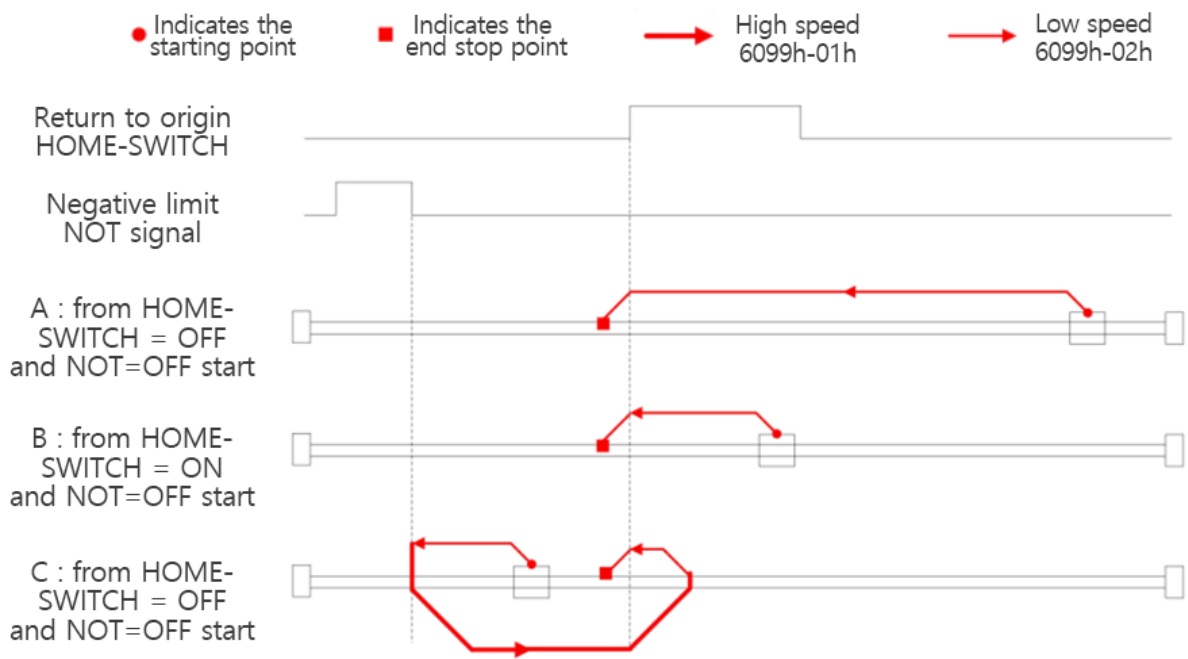 Indicates the
starting point
Indicates the
end stop point
High speed
6099h-01h
Low speed
6099h-02h
Return to origin
HOME-SWITCH
Negative limit
NOT signal
A : from HOME-
SWITCH = OFF
and NOT=OFF start
B : from HOME-
SWITCH = ON
and NOT=OFF start
C : from HOME-
SWITCH = OFF
and NOT=OFF start